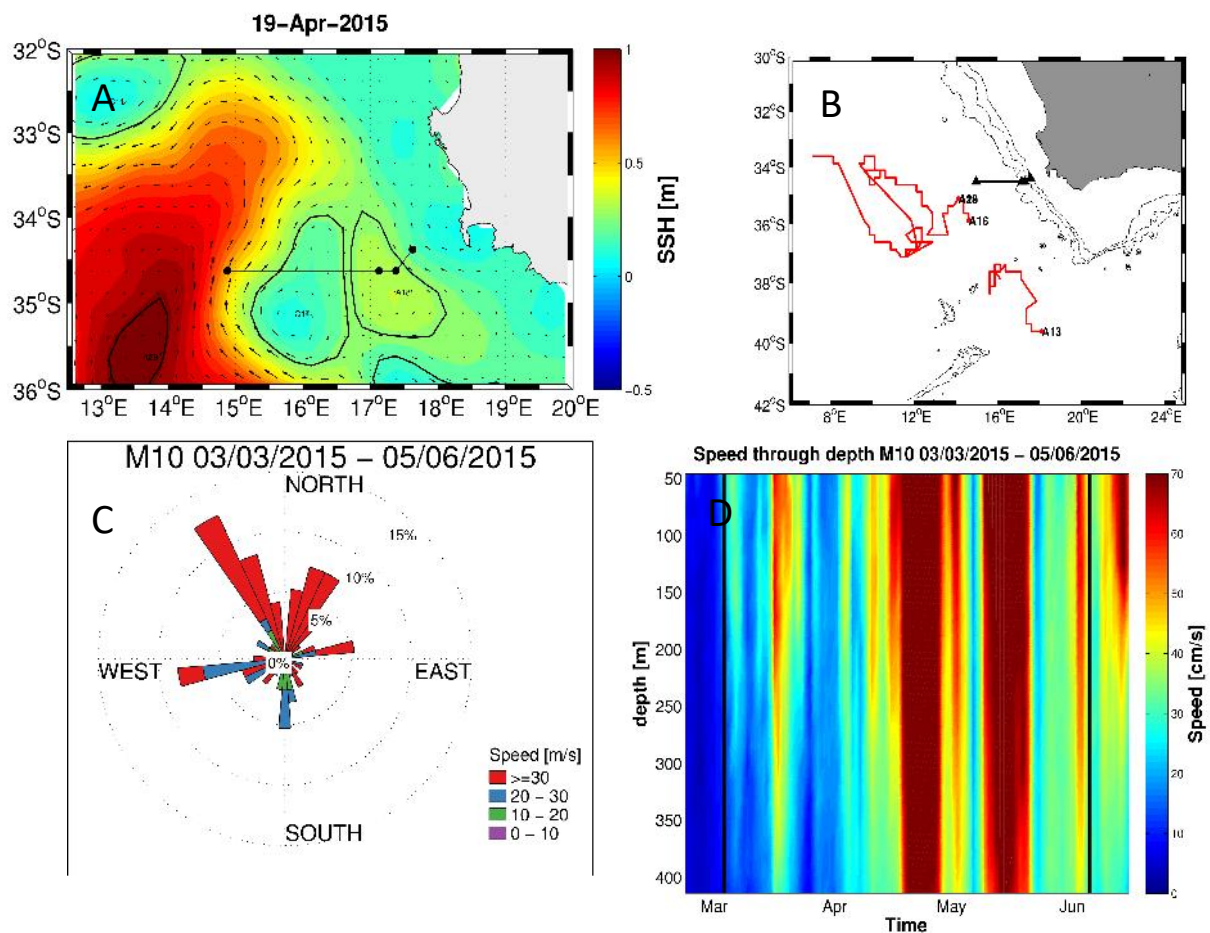 19-Apr-2015
A
32°S
33°S
34°S
35°S
36°S
13°E 14°E 15°E 16°E 17°E 18°E 19°E 20°E
1
0.5
0
-0.5
SSH [m]
B
30°S
32°S
34°S
36°S
38°S
40°S
42°S
8°E 12°E 16°E 20°E 24°E
A16
A13
M10 03/03/2015 - 05/06/2015
C
NORTH
15%
10%
5%
0%
WEST
EAST
SOUTH
Speed [m/s]
>=30
20 - 30
10 - 20
0 - 10
Speed through depth M10 03/03/2015 - 05/06/2015
D
50
100
150
200
250
300
350
400
depth [m]
Mar Apr May Jun
Time
70
60
50
40
30
20
10
0
Speed [cm/s]